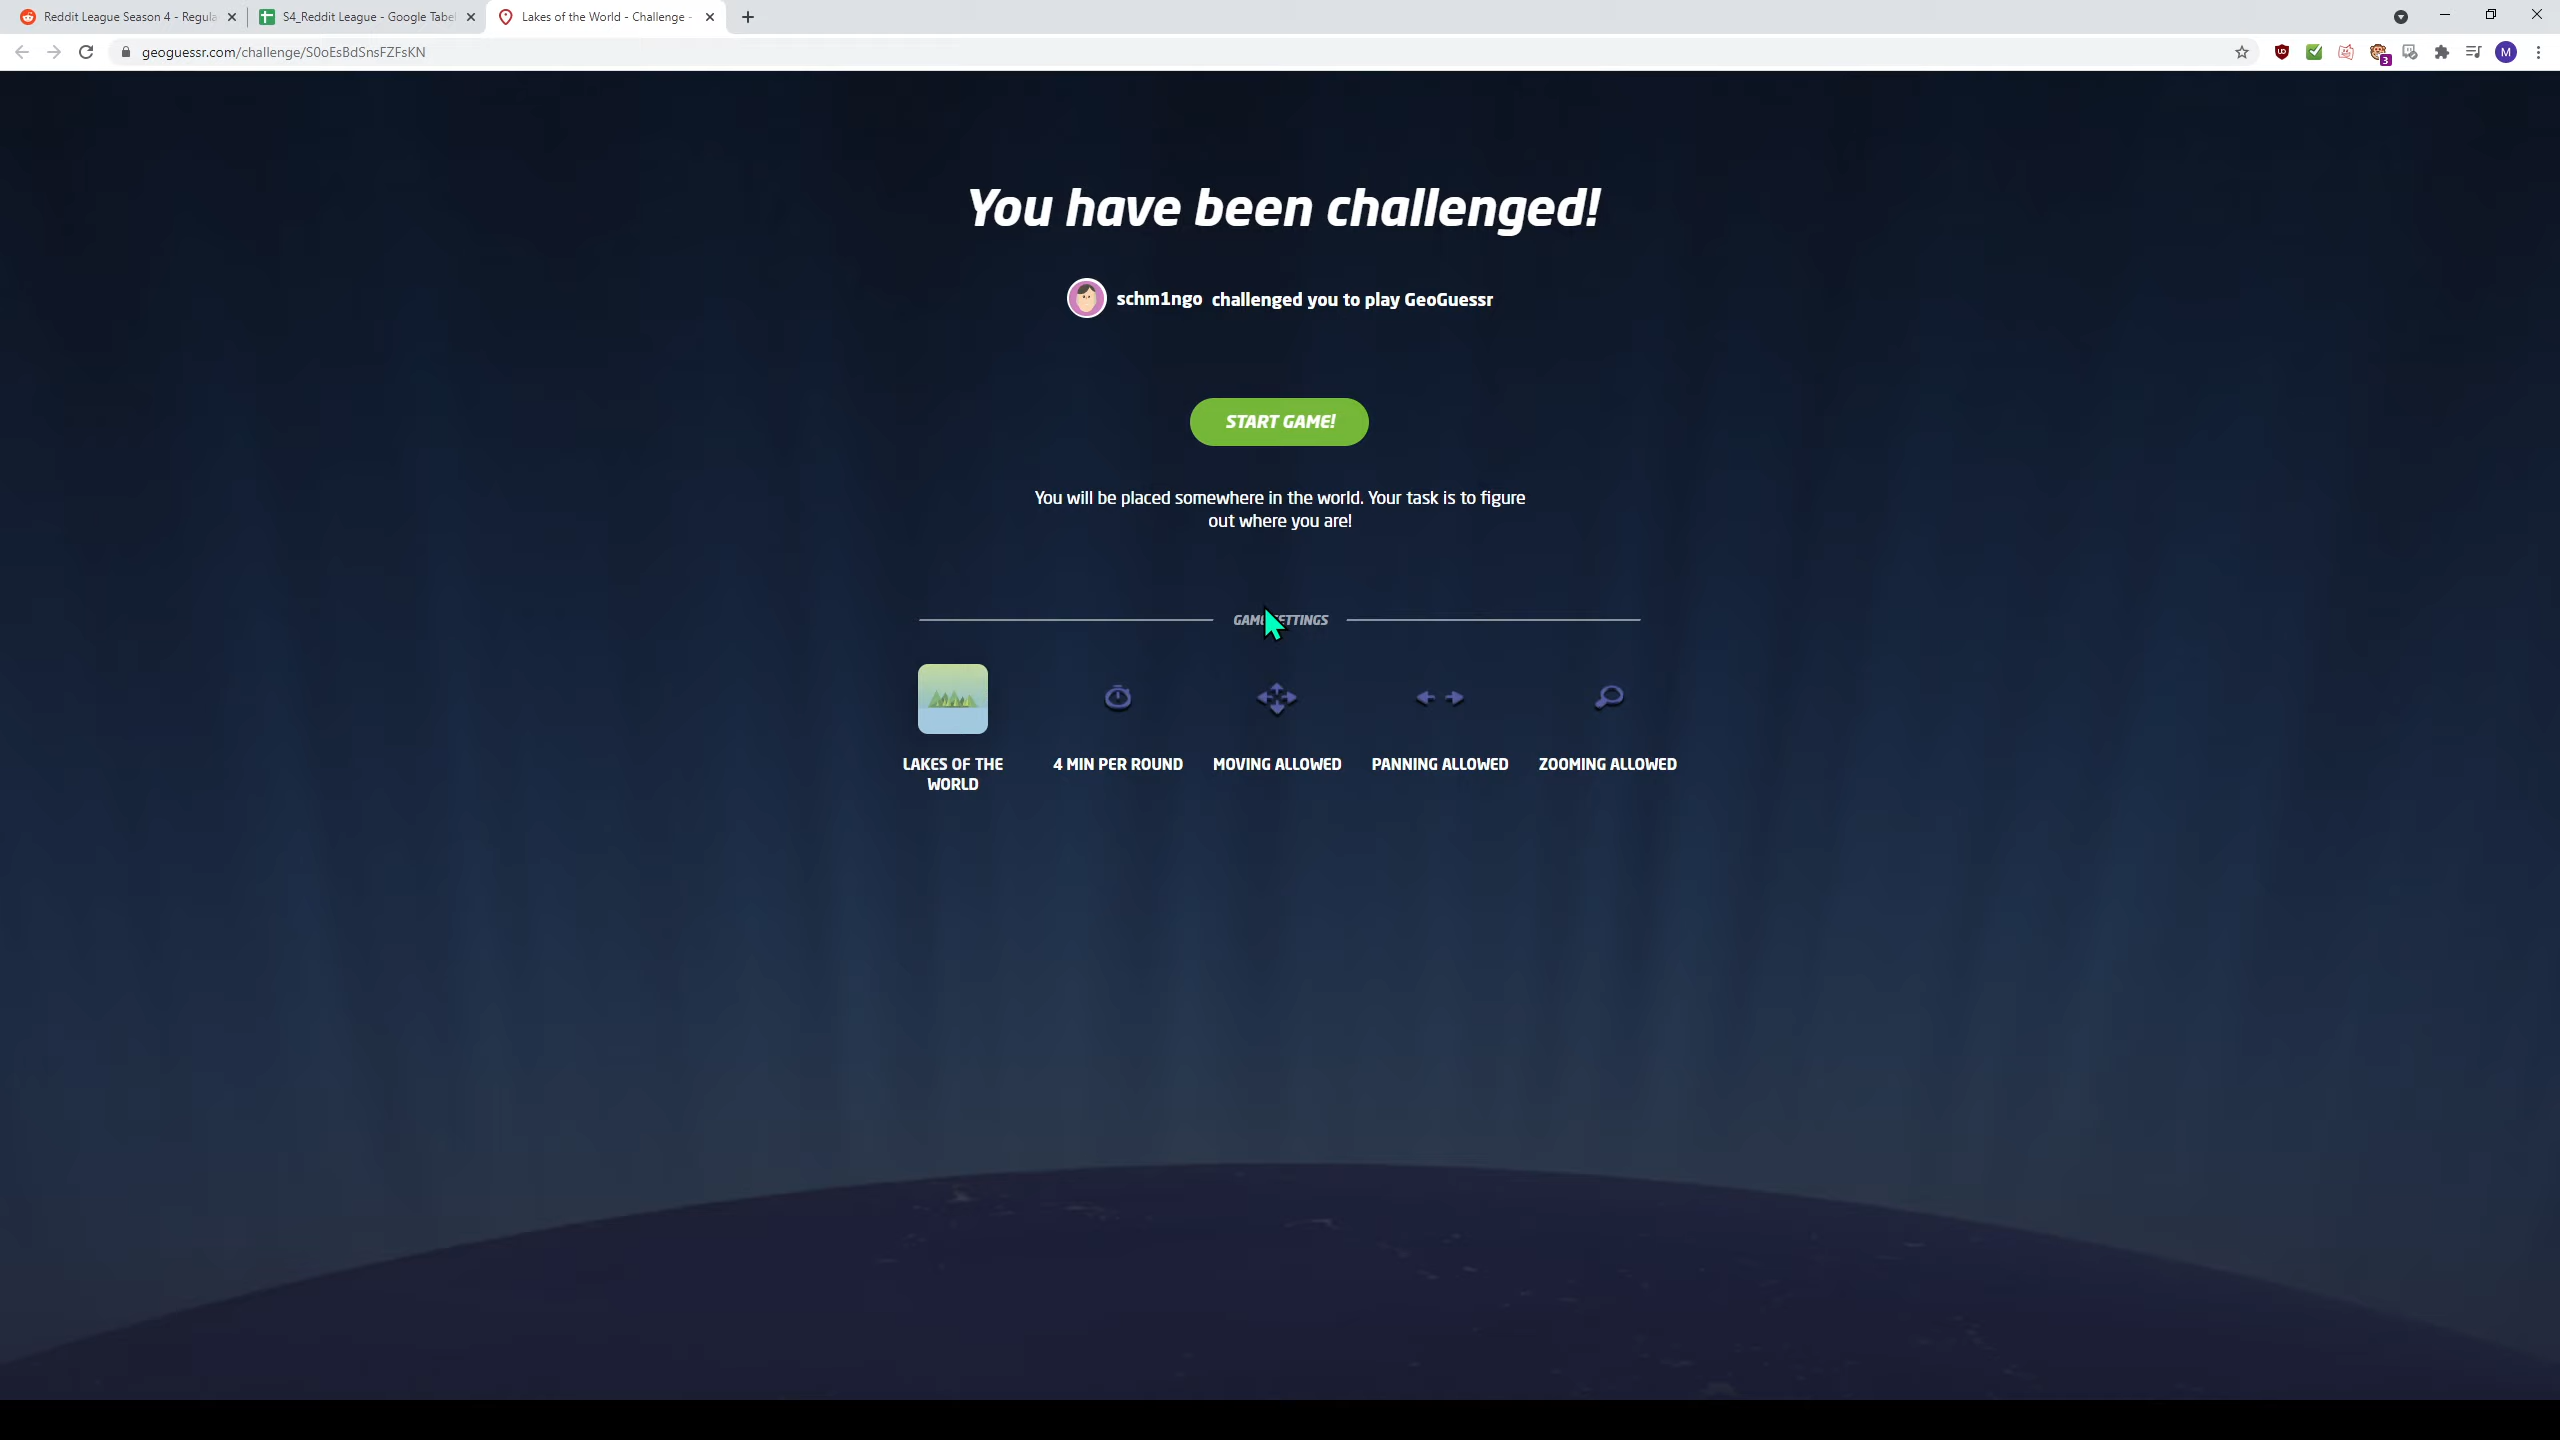 Reddit League Season 4 - Regula
S4_Reddit League - Google Tabel
Lakes of the World - Challenge -
geoguessr.com/challenge/S0oEsBdSnsFZFsKN
3
M
You have been challenged!
schm1ngo challenged you to play GeoGuessr
START GAME!
You will be placed somewhere in the world. Your task is to figure
out where you are!
GAME SETTINGS
LAKES OF THE
WORLD
4 MIN PER ROUND
MOVING ALLOWED
PANNING ALLOWED
ZOOMING ALLOWED